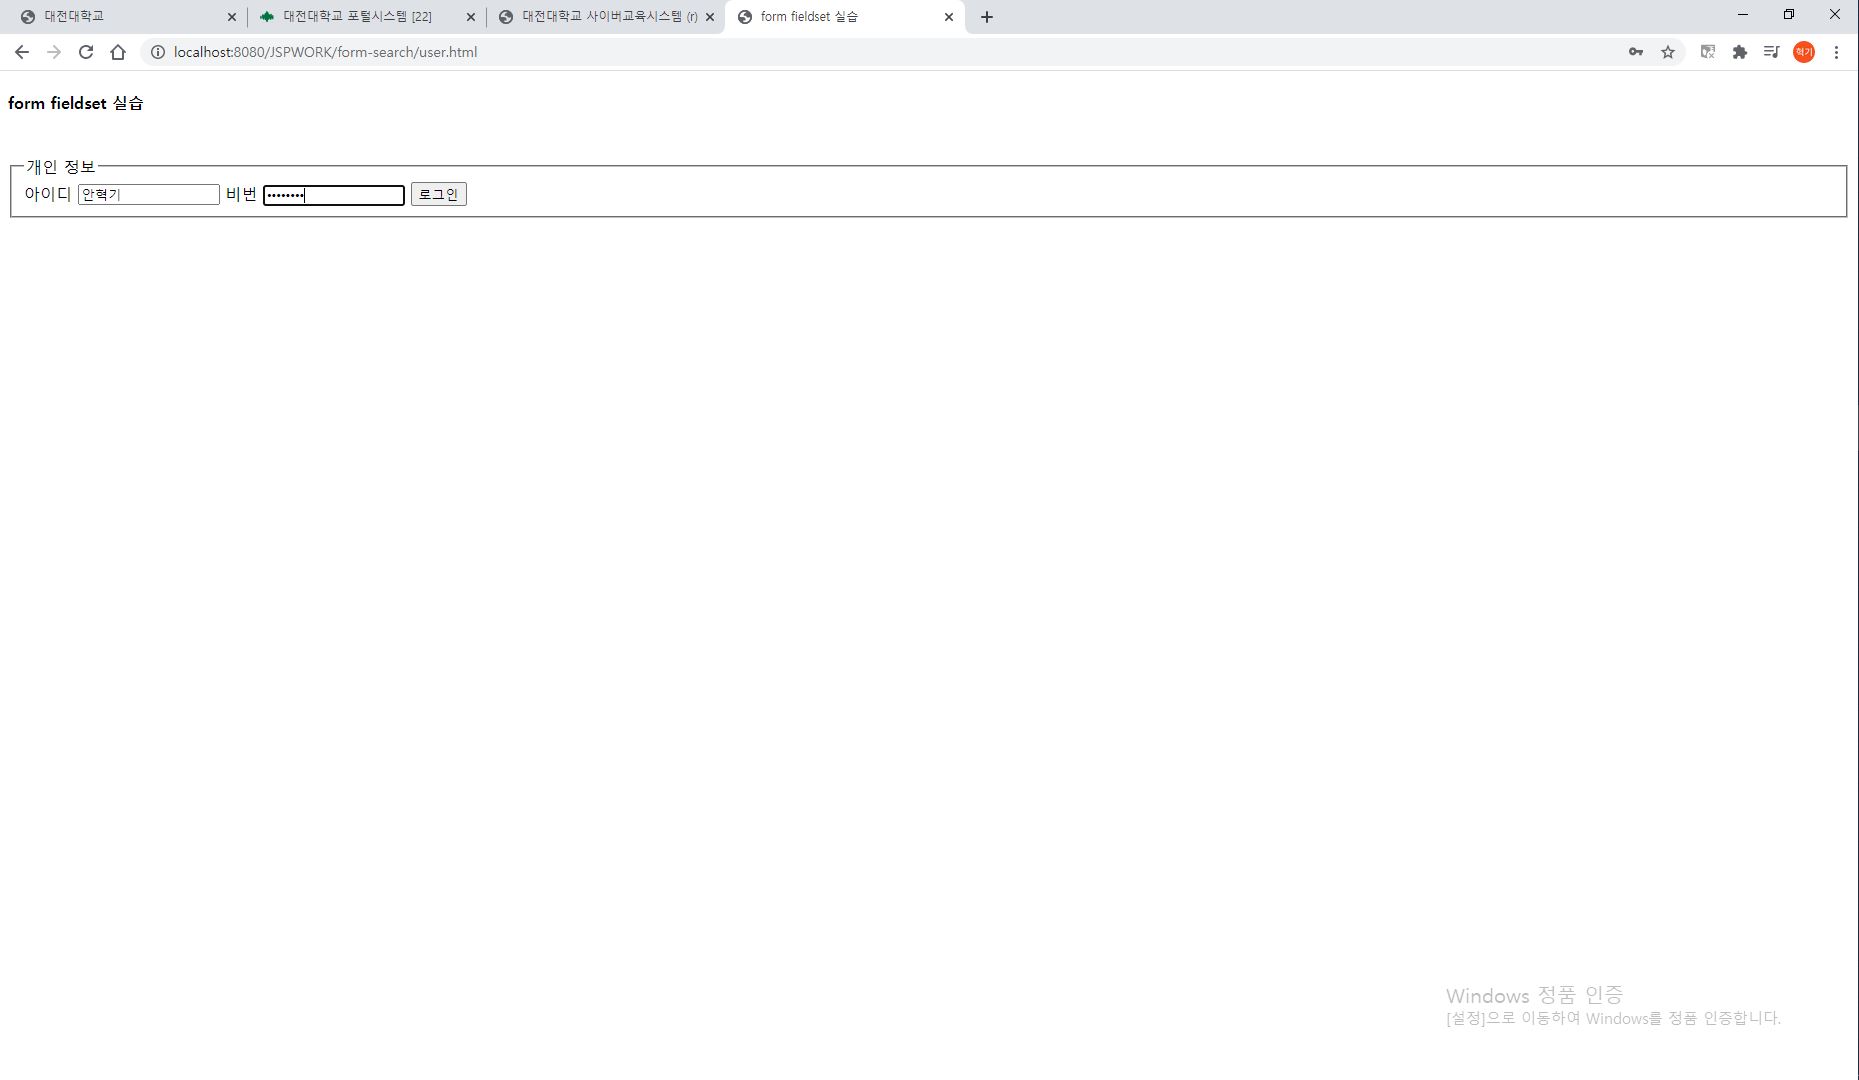 대전대학교
대전대학교 포털시스템 [22]
대전대학교 사이버교육시스템 (r)
form fieldset 실습
localhost:8080/JSPWORK/form-search/user.html
혁기
form fieldset 실습
개인 정보
아이디 안혁기 비번 •••••••• 로그인
Windows 정품 인증
[설정]으로 이동하여 Windows를 정품 인증합니다.